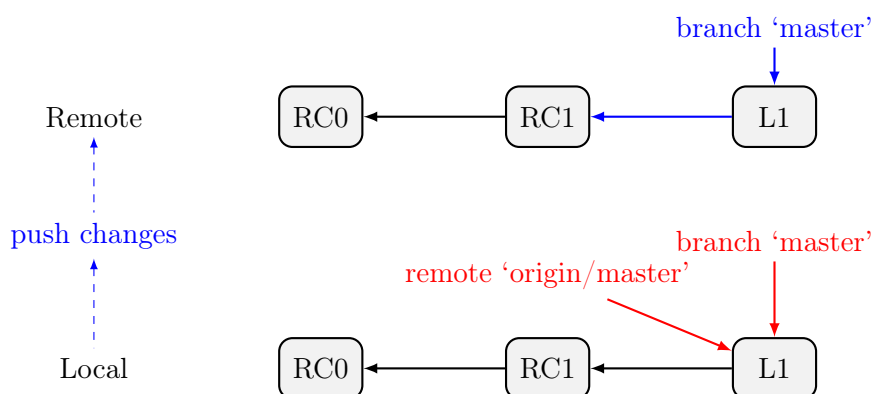 branch ‘master’
Remote
RC0
RC1
L1
push changes
branch ‘master’
remote ‘origin/master’
Local
RC0
RC1
L1